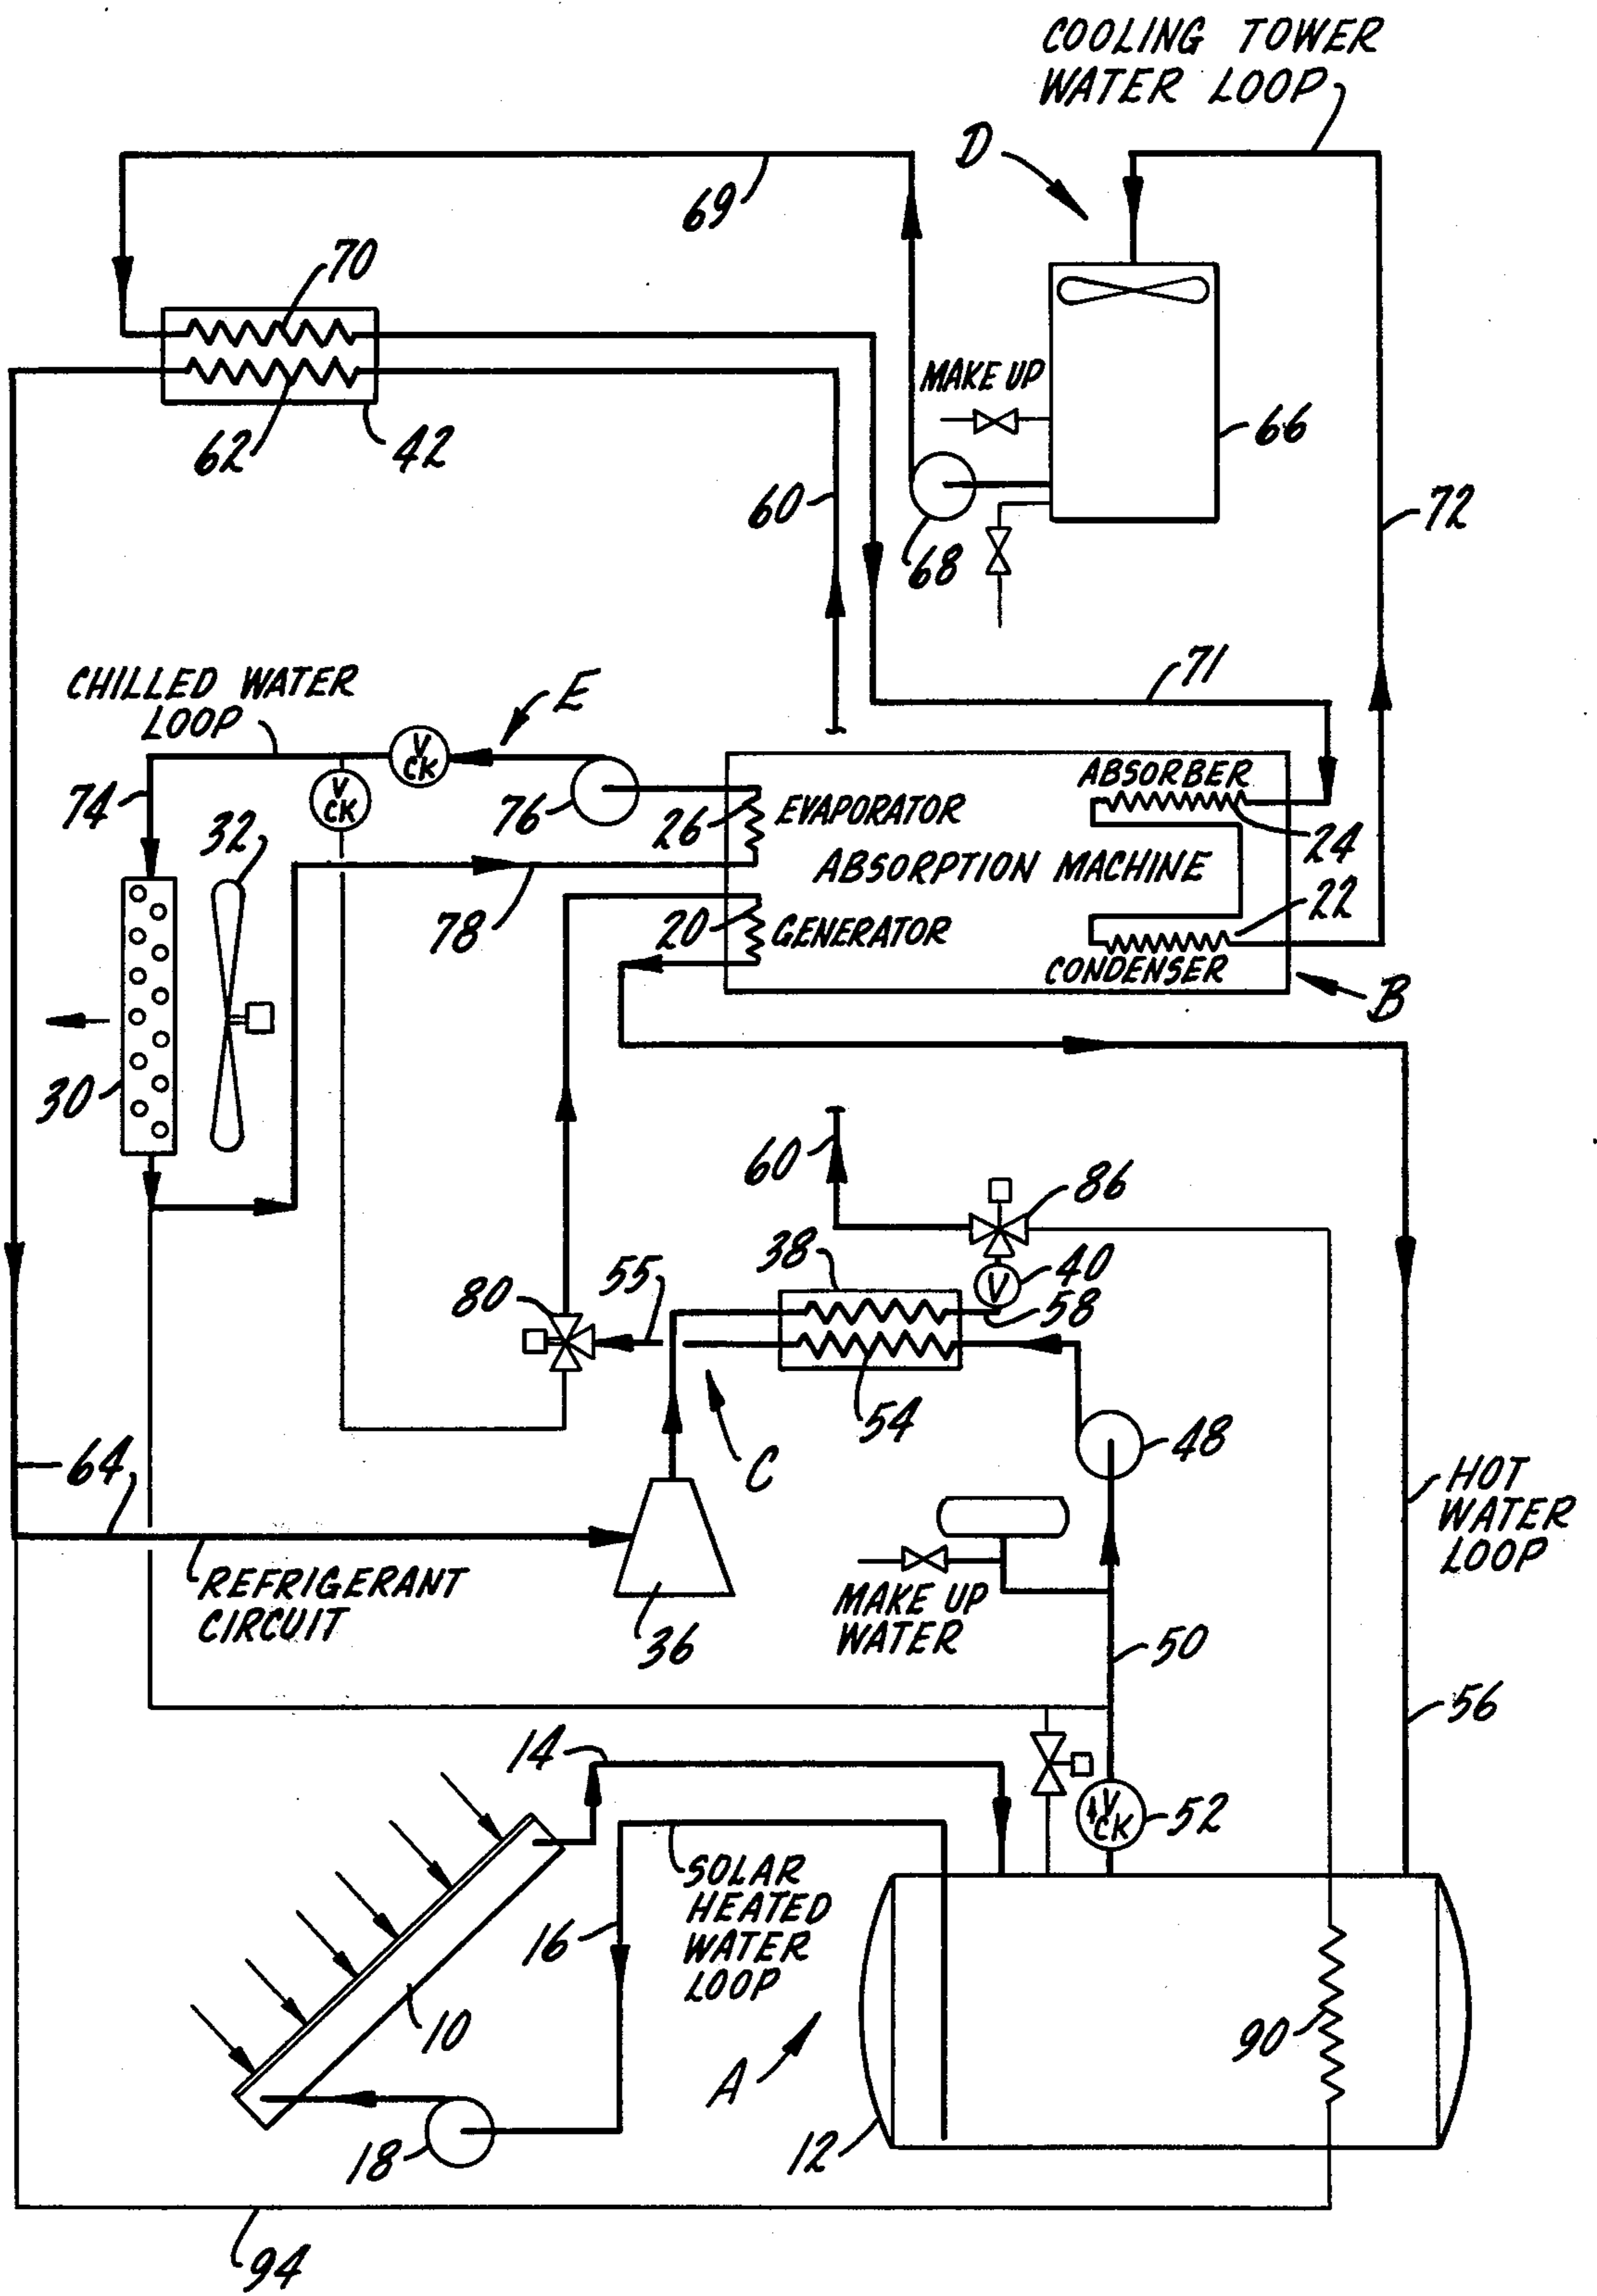 COOLING TOWER
WATER LOOP
D
69
70
MAKE UP
62
42
66
60
68
72
71
CHILLED WATER
LOOP
E
V
CK
V
CK
74
76
32
26
EVAPORATOR
ABSORBER
24
ABSORPTION MACHINE
78
20
GENERATOR
22
CONDENSER
B
30
60
86
38
40
V
58
80
55
54
48
C
64
HOT
WATER
LOOP
REFRIGERANT
CIRCUIT
36
MAKE UP
WATER
50
56
14
V
CK
52
SOLAR
HEATED
WATER
LOOP
16
10
90
A
18
12
94